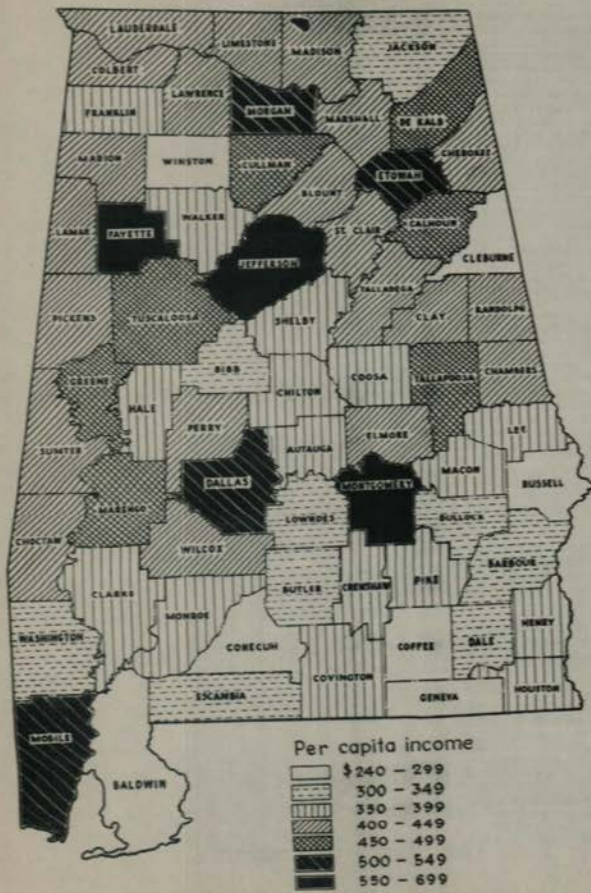 LAUDERDALE
LIMESTONE
MADISON
JACKSON
COLBERT
LAWRENCE
MORGAN
FRANKLIN
MARSHALL
DE KALB
CHEROKEE
MARION
WINSTON
CULLMAN
ETOWAH
BLOUNT
LAMAR
FAYETTE
WALKER
ST. CLAIR
CALHOUN
JEFFERSON
CLEBURNE
PICKENS
TUSCALOOSA
SHELBY
TALLADEGA
CLAY
RANDOLPH
BIBB
GREENE
HALE
CHILTON
COOSA
TALLAPOOSA
CHAMBERS
SUMTER
PERRY
AUTAUGA
ELMORE
LEE
MACON
DALLAS
MONTGOMERY
RUSSELL
MARENGO
LOWNDES
BULLOCK
CHOCTAW
WILCOX
BARBOUR
CLARKE
BUTLER
CRENSHAW
PIKE
MONROE
WASHINGTON
CONECUH
COFFEE
DALE
HENRY
ESCAMBIA
COVINGTON
GENEVA
HOUSTON
MOBILE
BALDWIN
Per capita income
$240 – 299
300 – 349
350 – 399
400 – 449
450 – 499
500 – 549
550 – 699